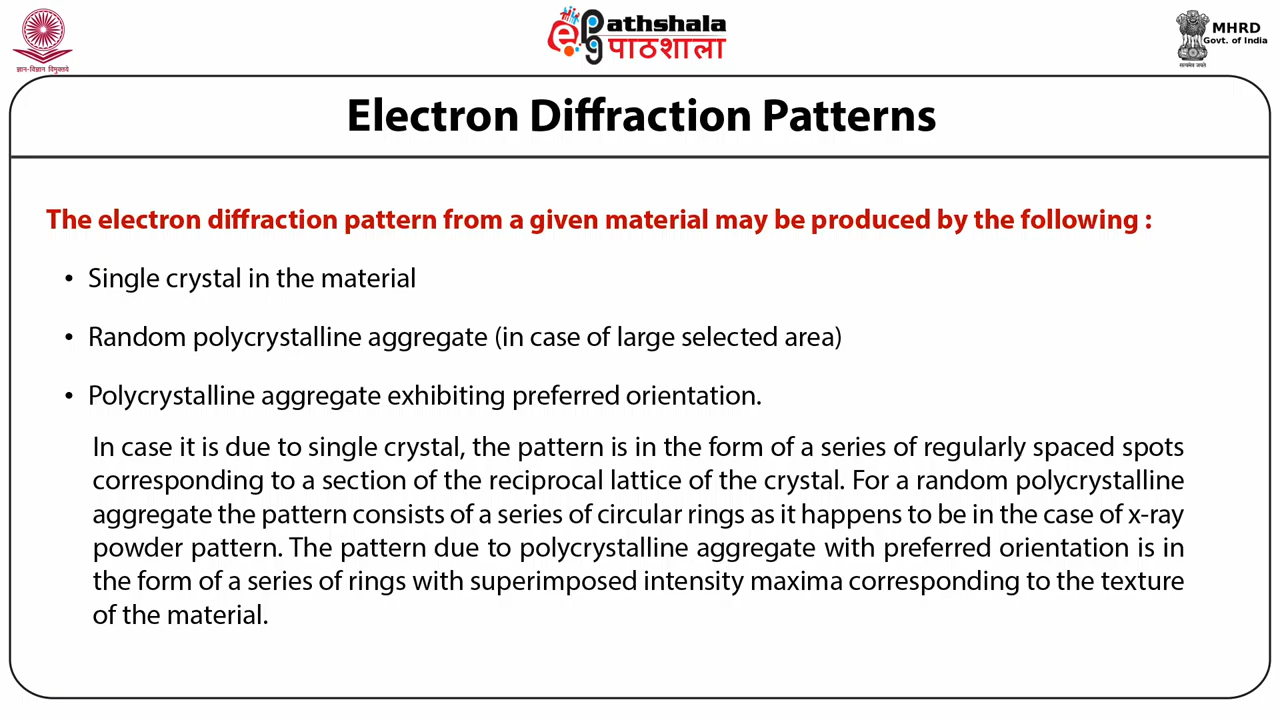 ज्ञान-विज्ञान विमुक्तये
ePg Pathshala
पाठशाला
सत्यमेव जयते
MHRD
Govt. of India
Electron Diffraction Patterns
The electron diffraction pattern from a given material may be produced by the following :
• Single crystal in the material
• Random polycrystalline aggregate (in case of large selected area)
• Polycrystalline aggregate exhibiting preferred orientation.
In case it is due to single crystal, the pattern is in the form of a series of regularly spaced spots
corresponding to a section of the reciprocal lattice of the crystal. For a random polycrystalline
aggregate the pattern consists of a series of circular rings as it happens to be in the case of x-ray
powder pattern. The pattern due to polycrystalline aggregate with preferred orientation is in
the form of a series of rings with superimposed intensity maxima corresponding to the texture
of the material.